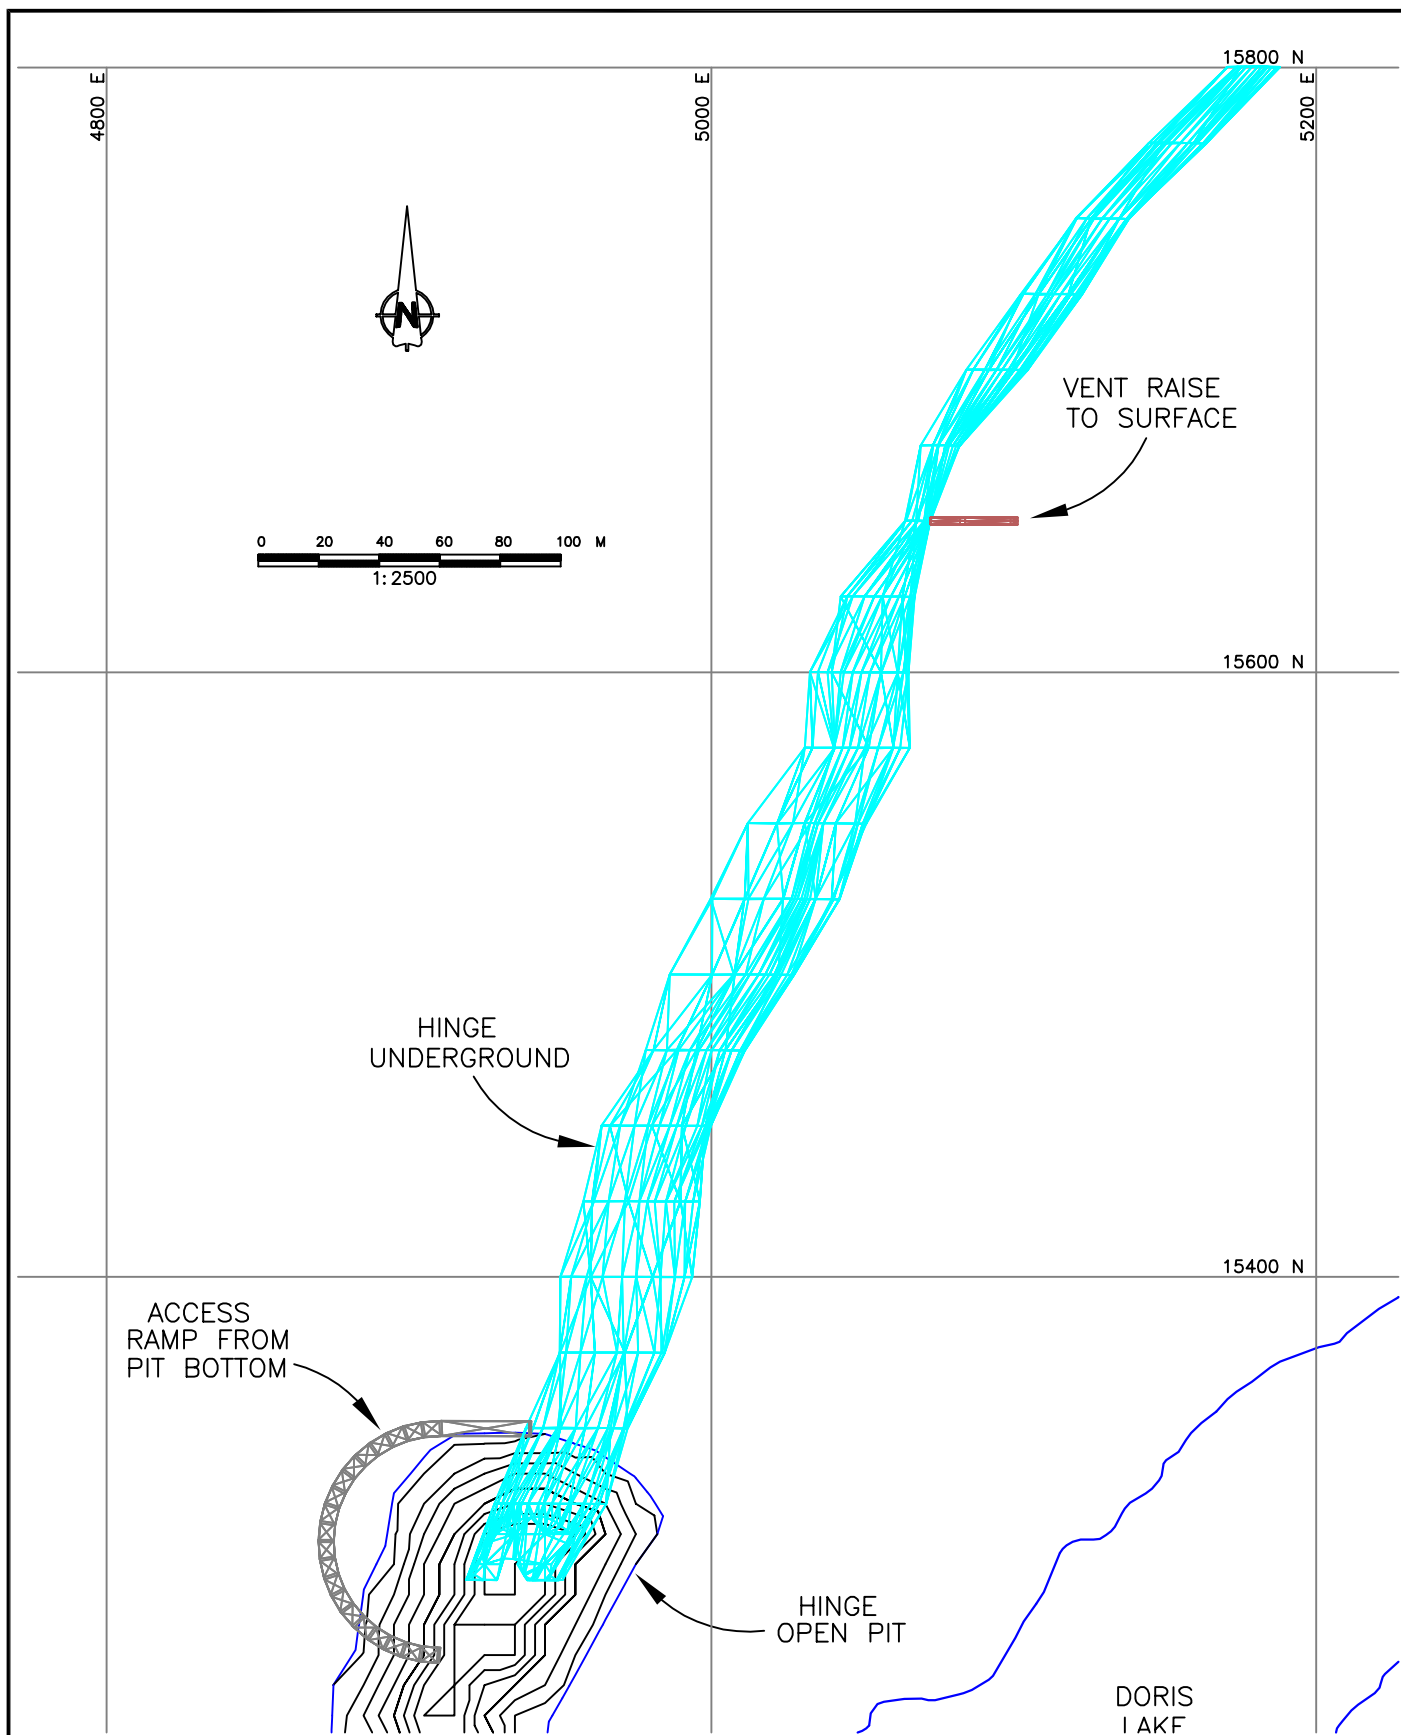 15800 N
4800 E
5000 E
5200 E
N
VENT RAISE
TO SURFACE
0 20 40 60 80 100 M
1:2500
15600 N
HINGE
UNDERGROUND
15400 N
ACCESS
RAMP FROM
PIT BOTTOM
HINGE
OPEN PIT
DORIS
LAKE